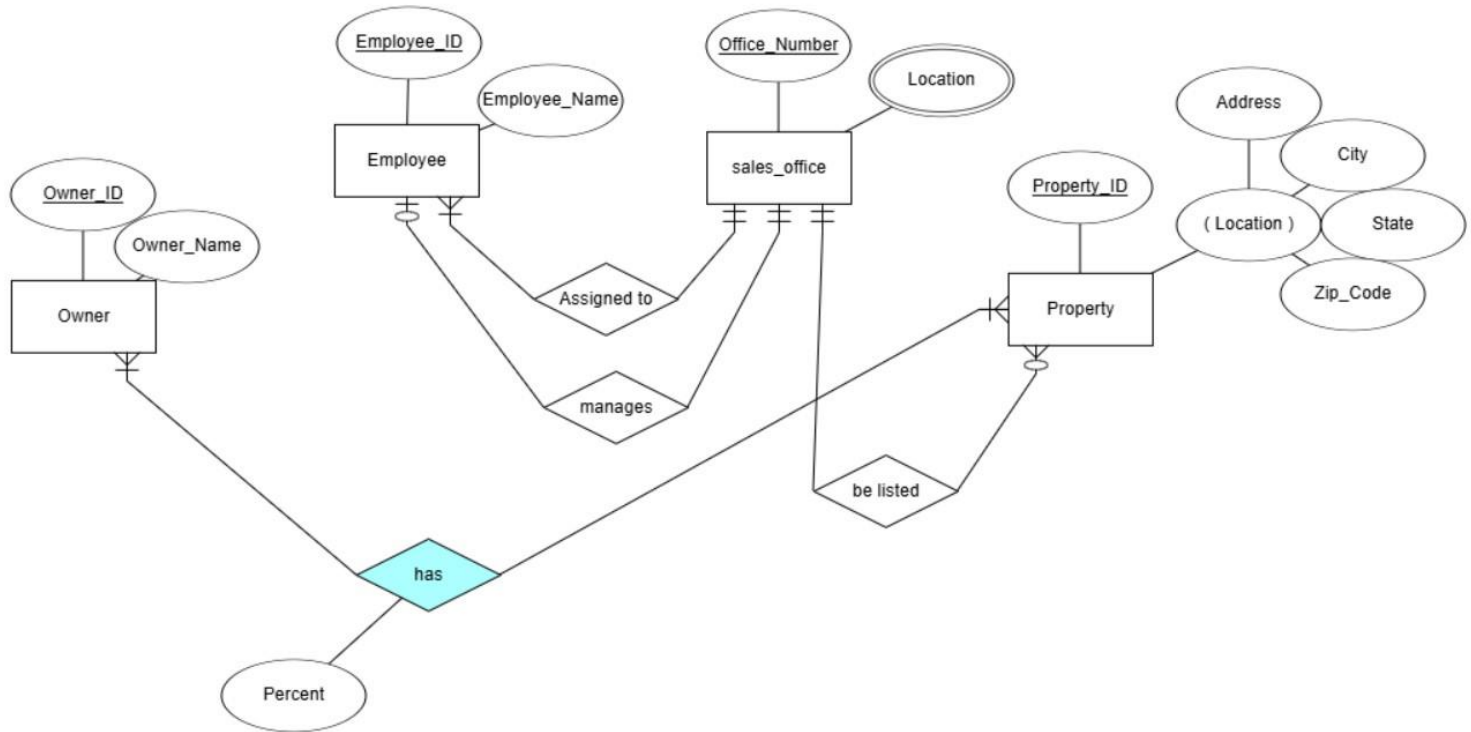 Employee_ID
Office_Number
Location
Employee_Name
Address
City
Employee
sales_office
Property_ID
Owner_ID
Owner_Name
( Location )
State
Zip_Code
Owner
Assigned to
Property
manages
be listed
has
Percent